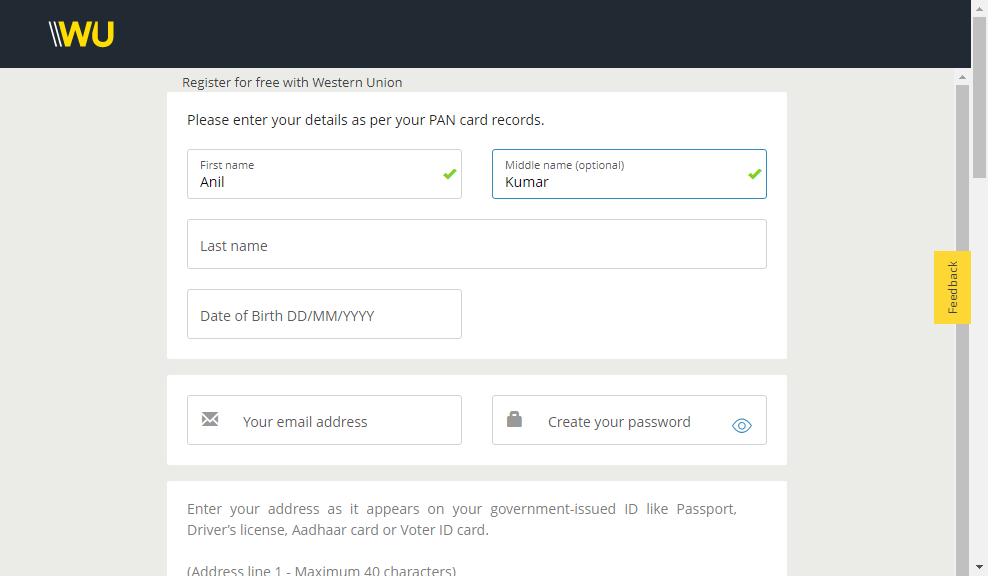 WU
Register for free with Western Union
Please enter your details as per your PAN card records.
First name
Anil
Middle name (optional)
Kumar
Last name
Date of Birth DD/MM/YYYY
Feedback
Your email address
Create your password
Enter your address as it appears on your government-issued ID like Passport,
Driver's license, Aadhaar card or Voter ID card.
(Address line 1 - Maximum 40 characters)